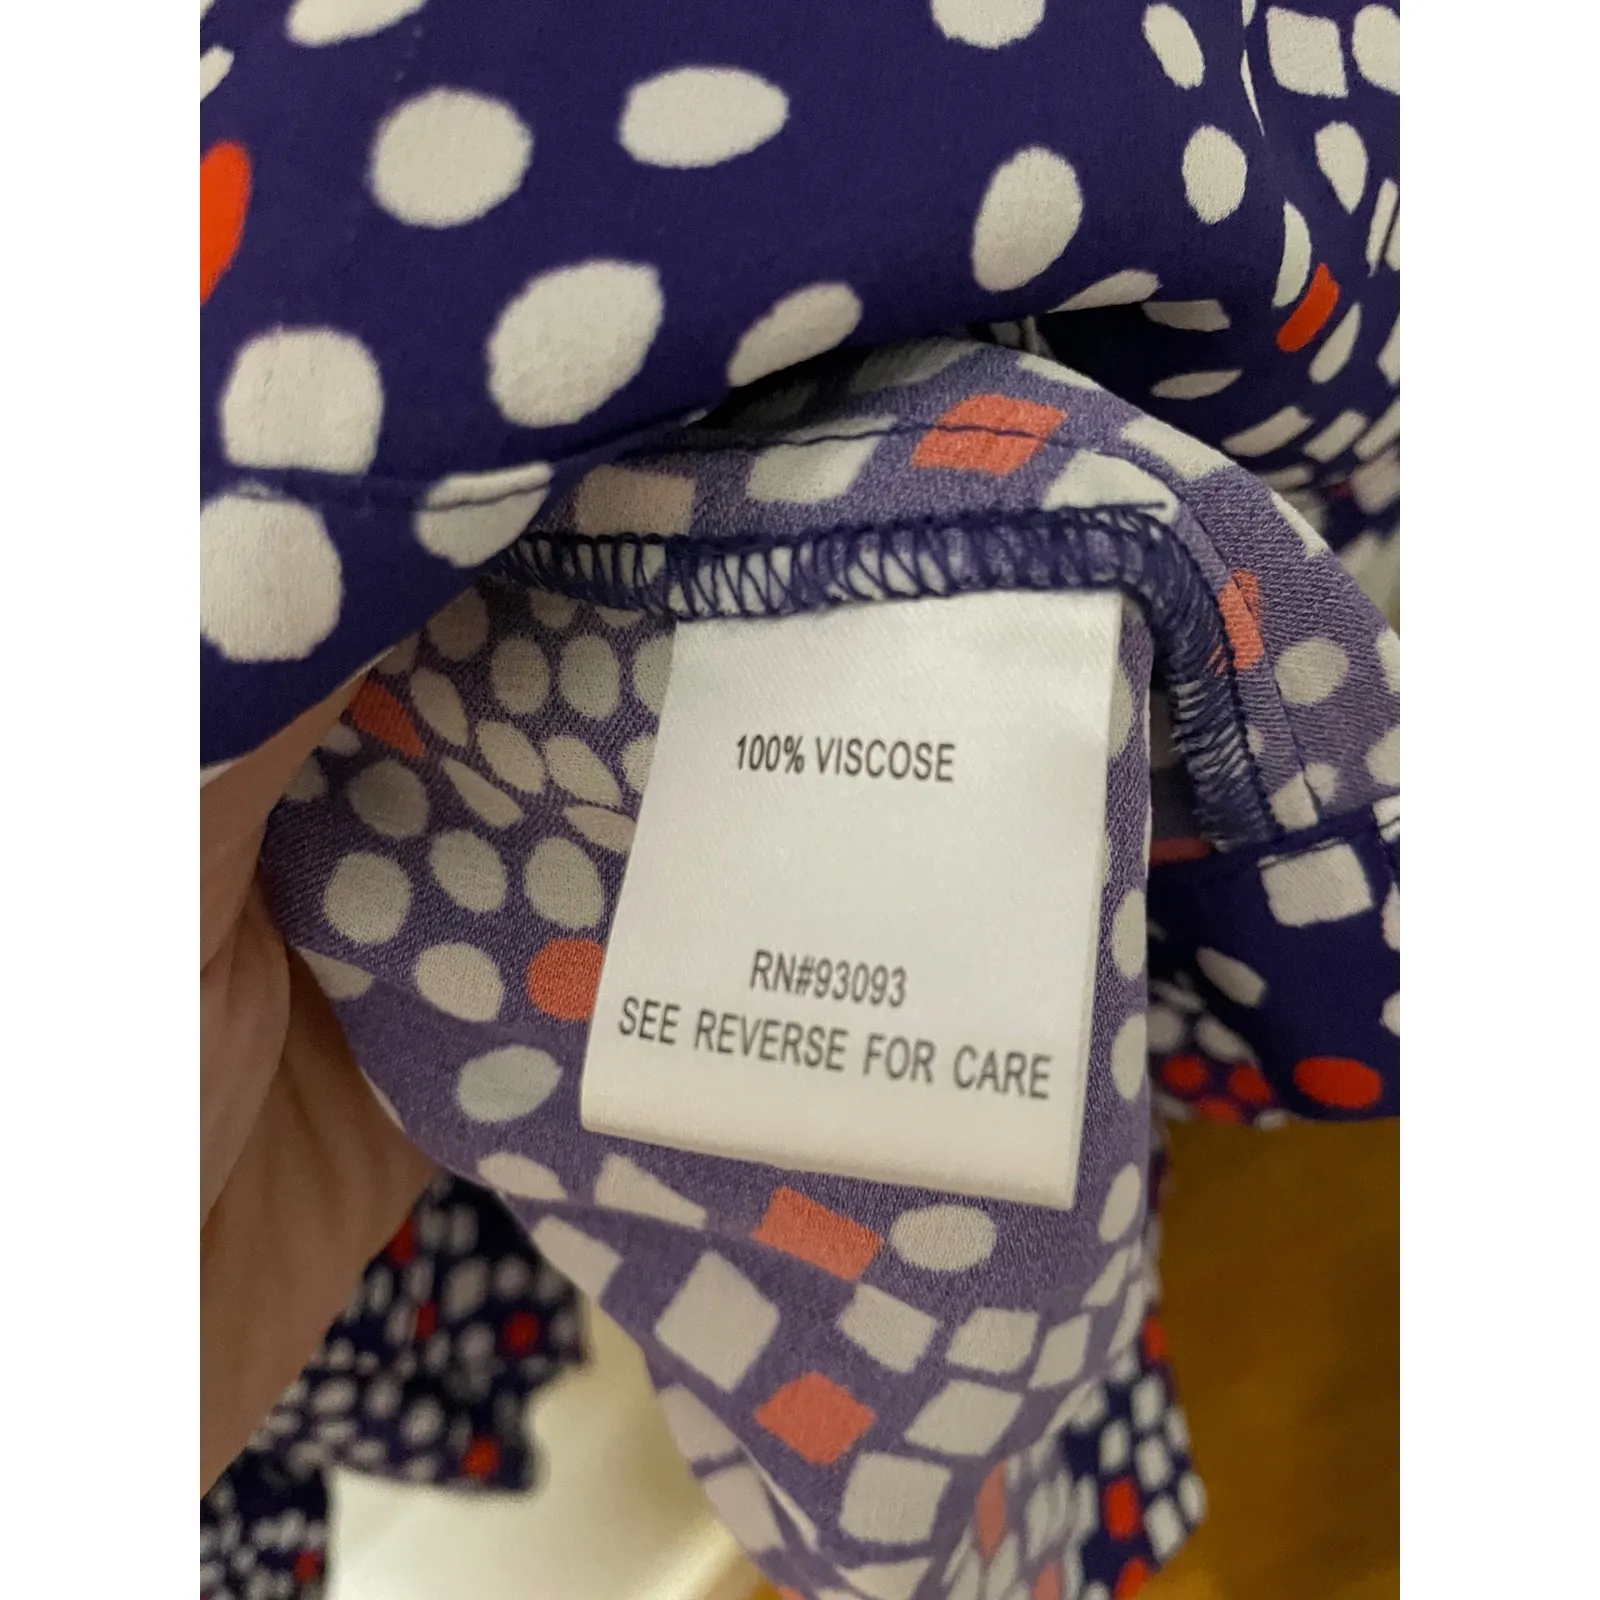 100% VISCOSE
RN#93093
SEE REVERSE FOR CARE